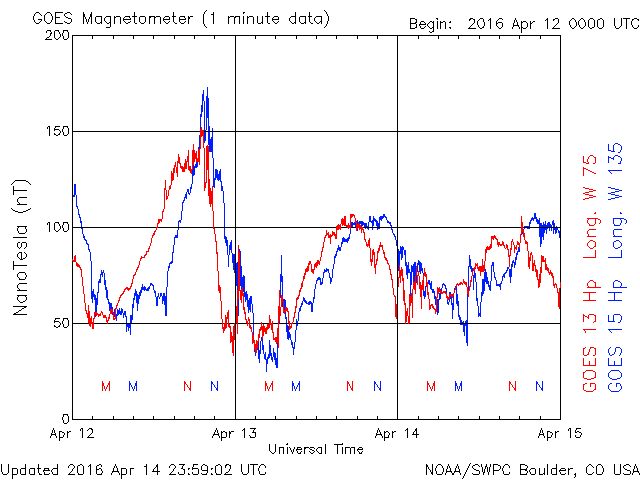 GOES Magnetometer (1 minute data)
Begin: 2016 Apr 12 0000 UTC
200
150
100
50
0
NanoTesla (nT)
M M N N M M N N M M N N
Apr 12 Apr 13 Apr 14 Apr 15
Universal Time
GOES 13 Hp Long. W 75
GOES 15 Hp Long. W 135
Updated 2016 Apr 14 23:59:02 UTC
NOAA/SWPC Boulder, CO USA